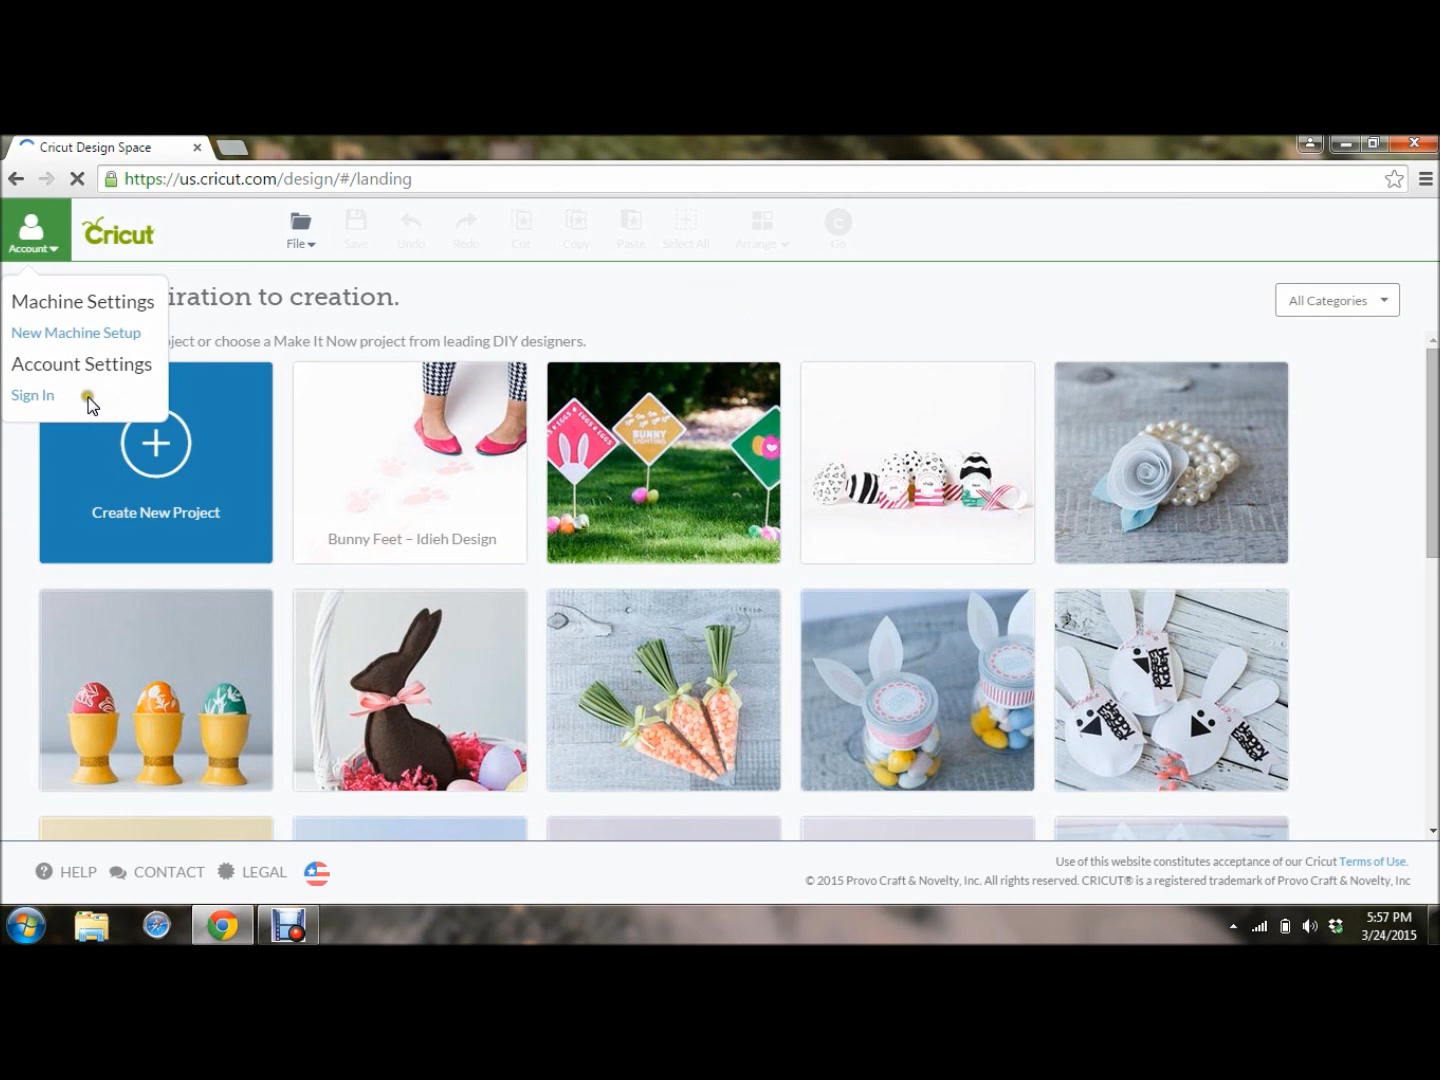 Cricut Design Space
https://us.cricut.com/design/#/landing
Account
Cricut
File
Save
Undo
Redo
Cut
Copy
Paste
Select All
Arrange
Go
Machine Settings
New Machine Setup
Account Settings
Sign In
iration to creation.
All Categories
ject or choose a Make It Now project from leading DIY designers.
Create New Project
Bunny Feet – Idieh Design
BUNNY
HELP
CONTACT
LEGAL
Use of this website constitutes acceptance of our Cricut Terms of Use.
© 2015 Provo Craft & Novelty, Inc. All rights reserved. CRICUT® is a registered trademark of Provo Craft & Novelty, Inc
5:57 PM
3/24/2015